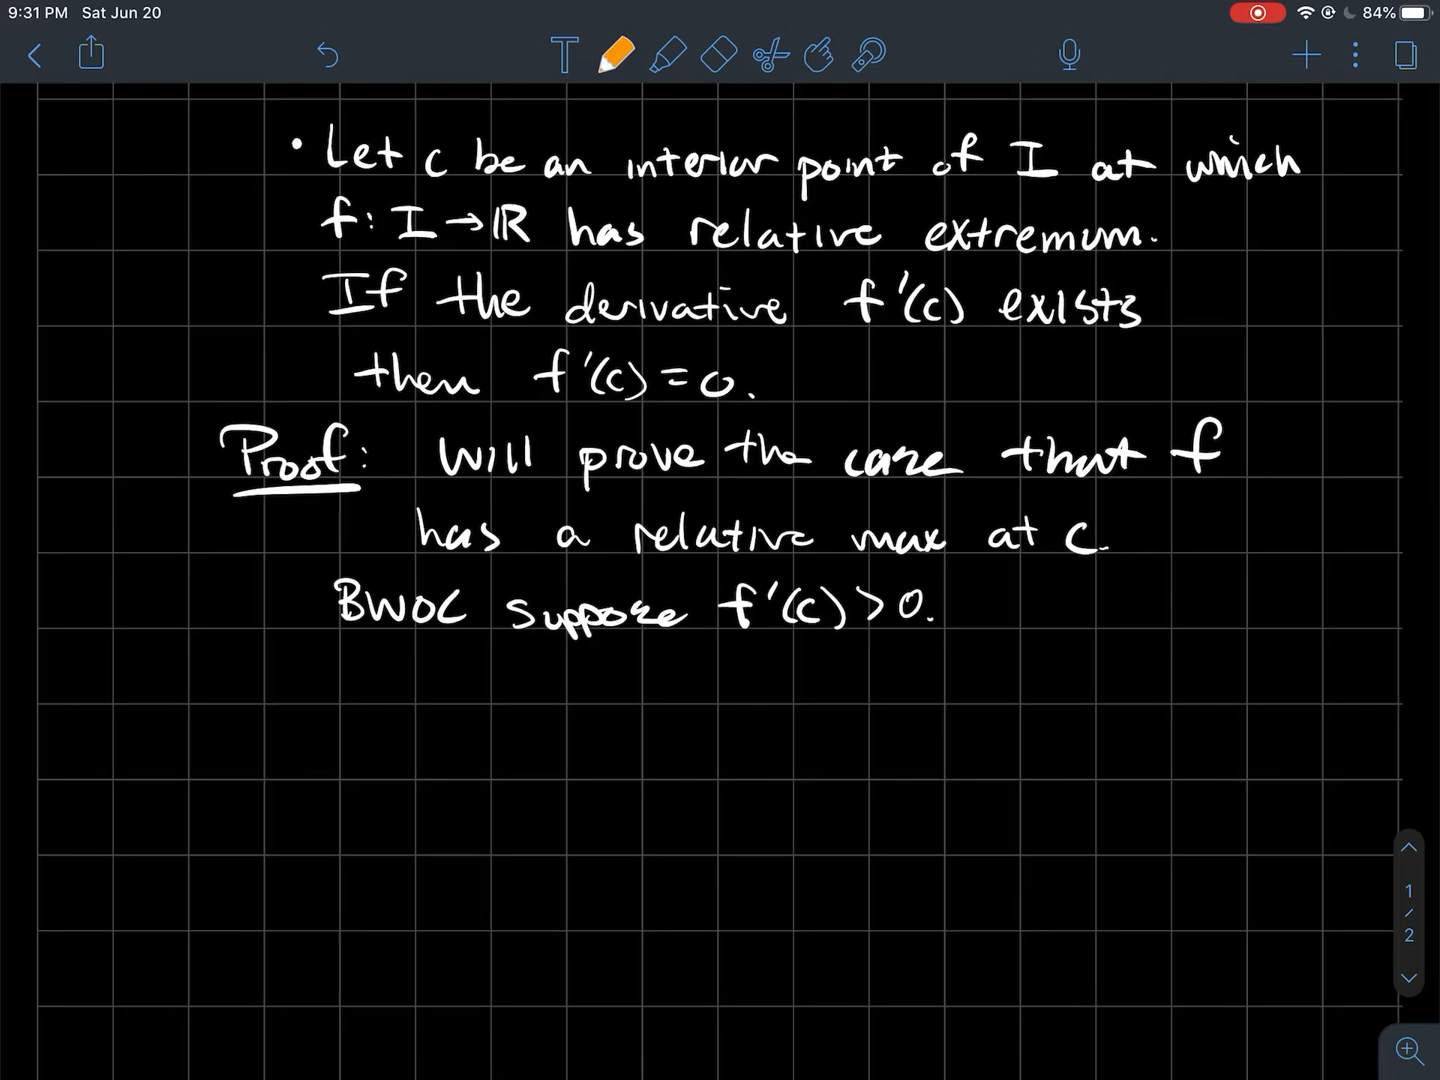 9:31 PM Sat Jun 20
84%
T
• Let c be an interior point of I at which
f: I → ℝ has relative extremum.
If the derivative f'(c) exists
then f'(c) = 0.
Proof: Will prove the case that f
has a relative max at c.
BWOC suppose f'(c) > 0.
1
/
2